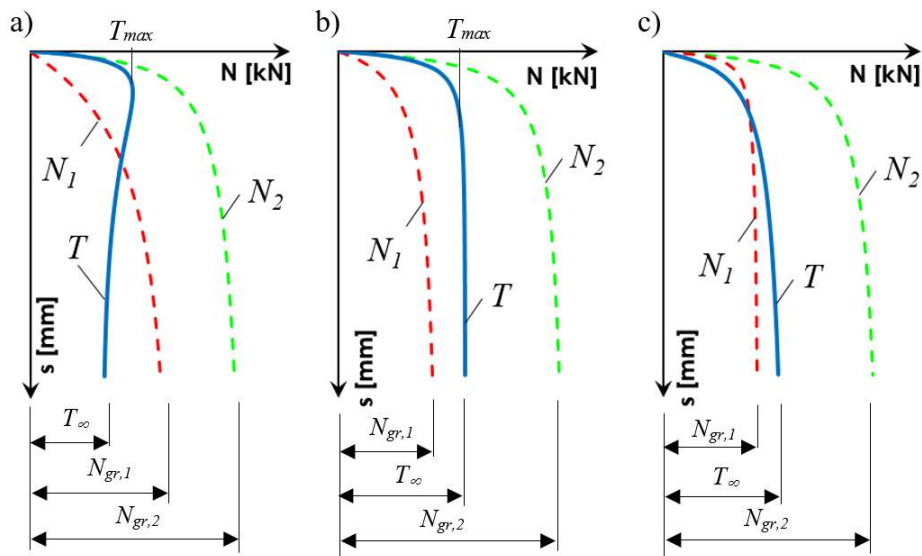 a)
T_max
N [kN]
N_1
N_2
T
s [mm]
T_∞
N_gr,1
N_gr,2
b)
T_max
N [kN]
N_2
N_1
T
s [mm]
N_gr,1
T_∞
N_gr,2
c)
N [kN]
N_2
N_1
T
s [mm]
N_gr,1
T_∞
N_gr,2